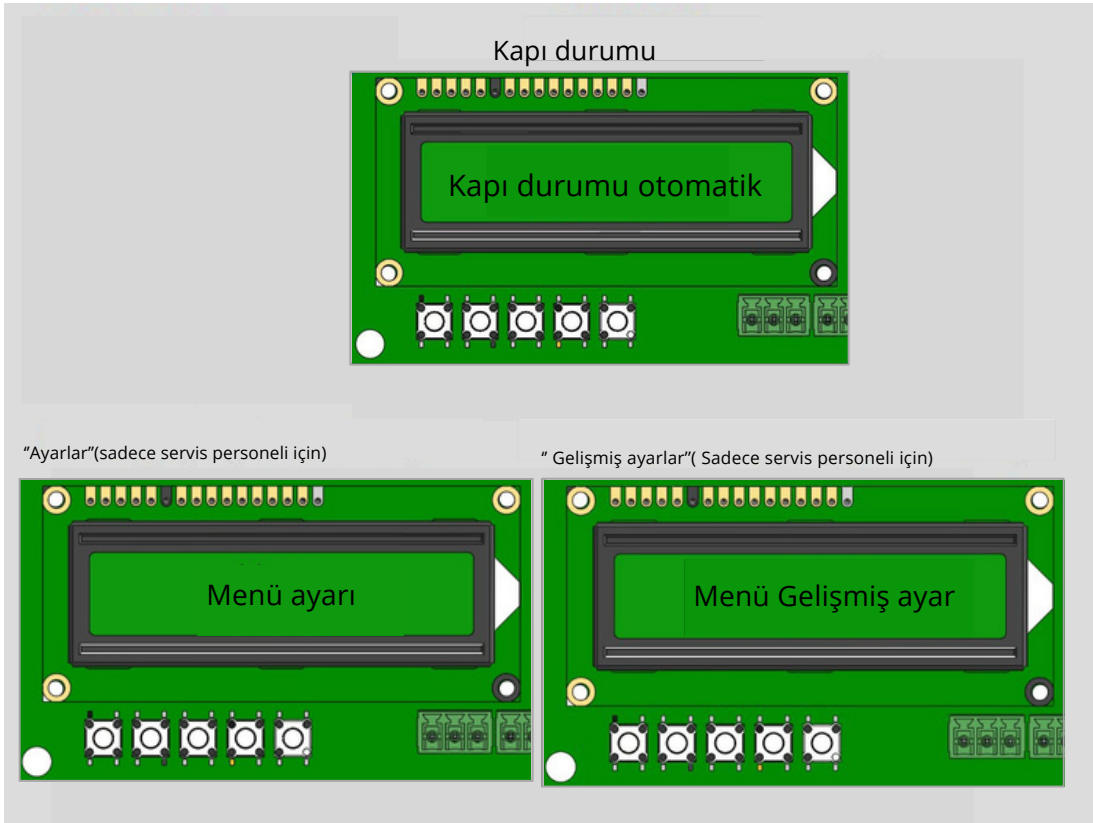 Kapı durumu
Kapı durumu otomatik
"Ayarlar"(sadece servis personeli için)
" Gelişmiş ayarlar"( Sadece servis personeli için)
Menü ayarı
Menü Gelişmiş ayar